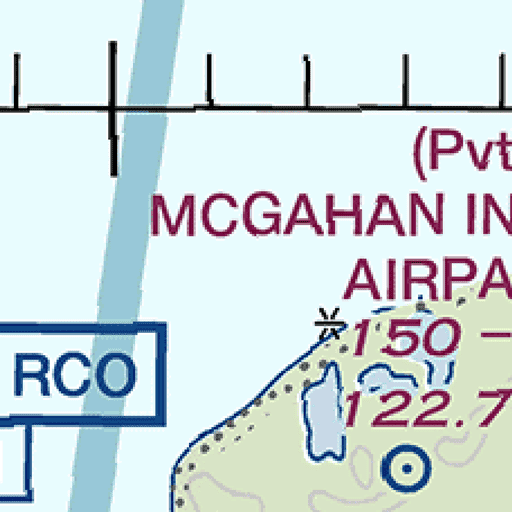 (Pvt
MCGAHAN IN
AIRPA
150 –
RCO
122.7